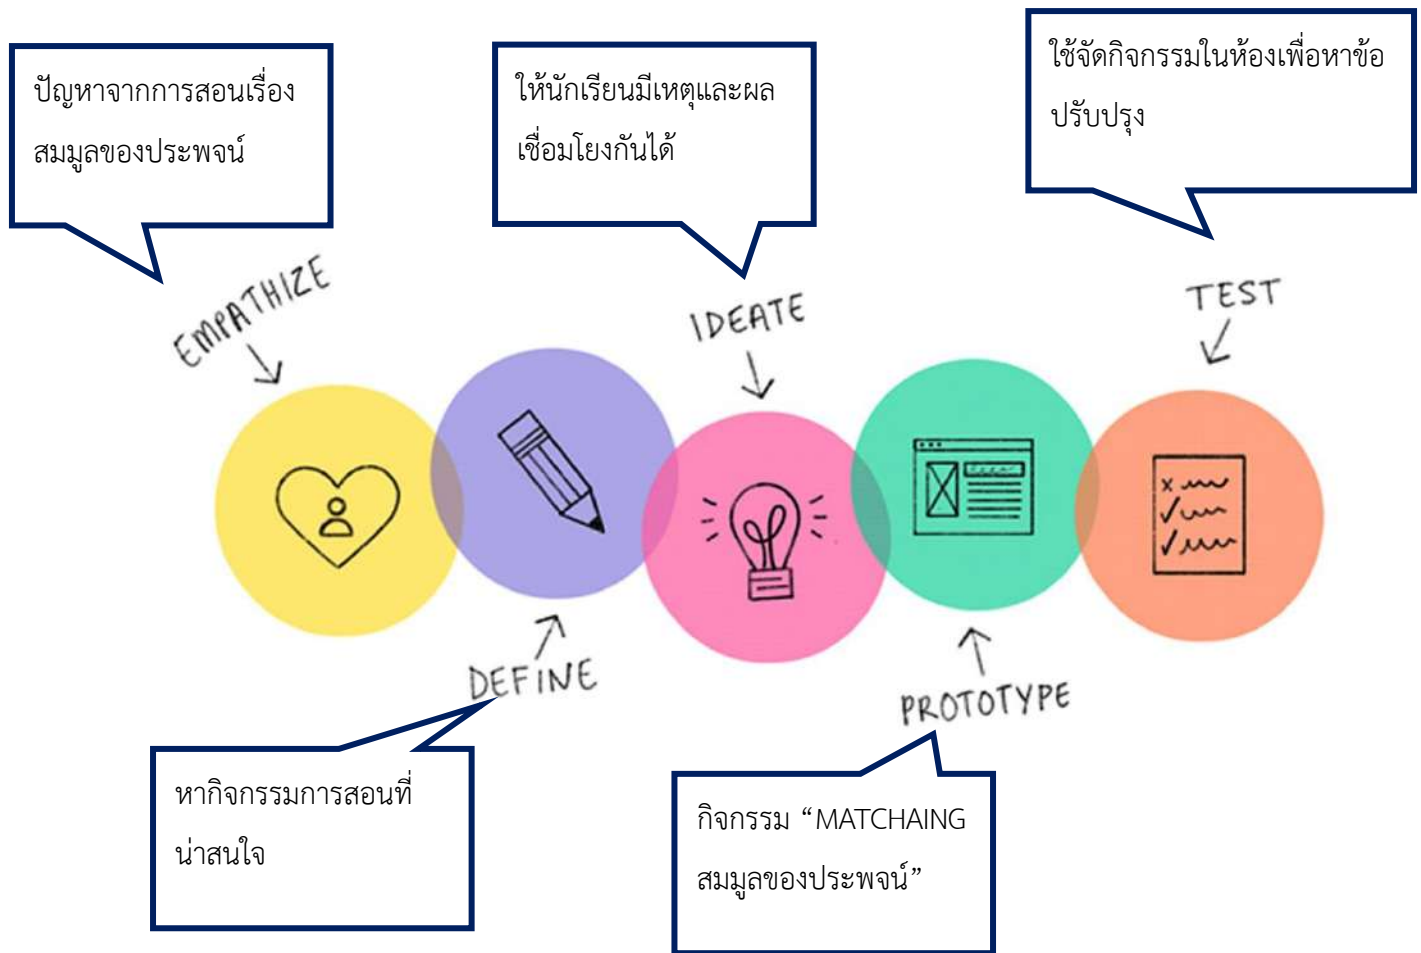 ปัญหาจากการสอนเรื่อง
สมมูลของประพจน์
ให้นักเรียนมีเหตุและผล
เชื่อมโยงกันได้
ใช้จัดกิจกรรมในห้องเพื่อหาข้อ
ปรับปรุง
EMPATHIZE
IDEATE
TEST
DEFINE
PROTOTYPE
หากิจกรรมการสอนที่
น่าสนใจ
กิจกรรม “MATCHAING
สมมูลของประพจน์”